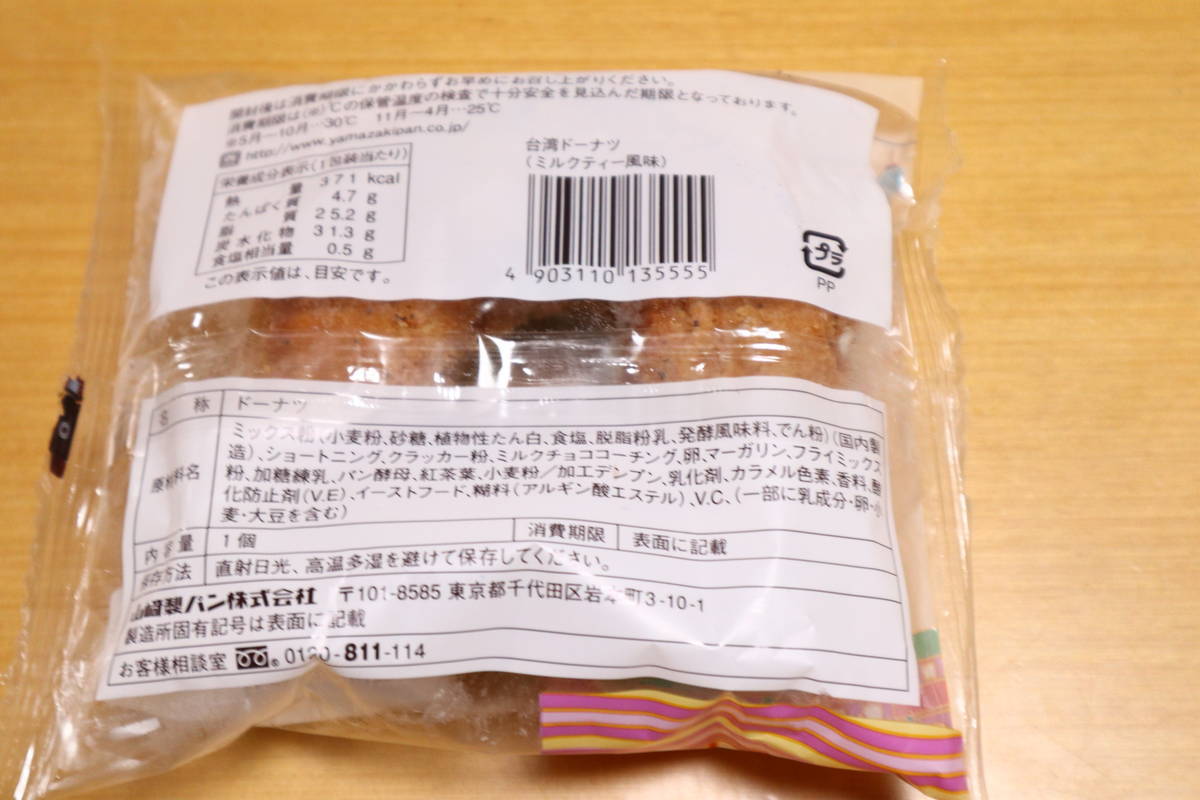 開封後は消費期限にかかわらずお早めにお召し上がりください。
消費期限は(※)℃の保管温度の検査で十分安全を見込んだ期限となっております。
※5月ー10月…30℃ 11月ー4月…25℃
http://www.yamazakipan.co.jp/
栄養成分表示(1包装当たり)
熱量 371 kcal
たんぱく質 4.7 g
脂質 25.2 g
炭水化物 31.3 g
食塩相当量 0.5 g
この表示値は、目安です。
台湾ドーナツ
(ミルクティー風味)
4 903110 135555
プラ
PP
名称 ドーナツ
原材料名 ミックス粉(小麦粉、砂糖、植物性たん白、食塩、脱脂粉乳、発酵風味料、でん粉)(国内製
造)、ショートニング、クラッカー粉、ミルクチョココーチング、卵、マーガリン、フライミックス
粉、加糖練乳、パン酵母、紅茶葉、小麦粉/加工デンプン、乳化剤、カラメル色素、香料、酸
化防止剤(V.E)、イーストフード、糊料(アルギン酸エステル)、V.C、(一部に乳成分・卵・小
麦・大豆を含む)
内容量 1個 消費期限 表面に記載
保存方法 直射日光、高温多湿を避けて保存してください。
山崎製パン株式会社 〒101-8585 東京都千代田区岩本町3-10-1
製造所固有記号は表面に記載
お客様相談室 0120-811-114